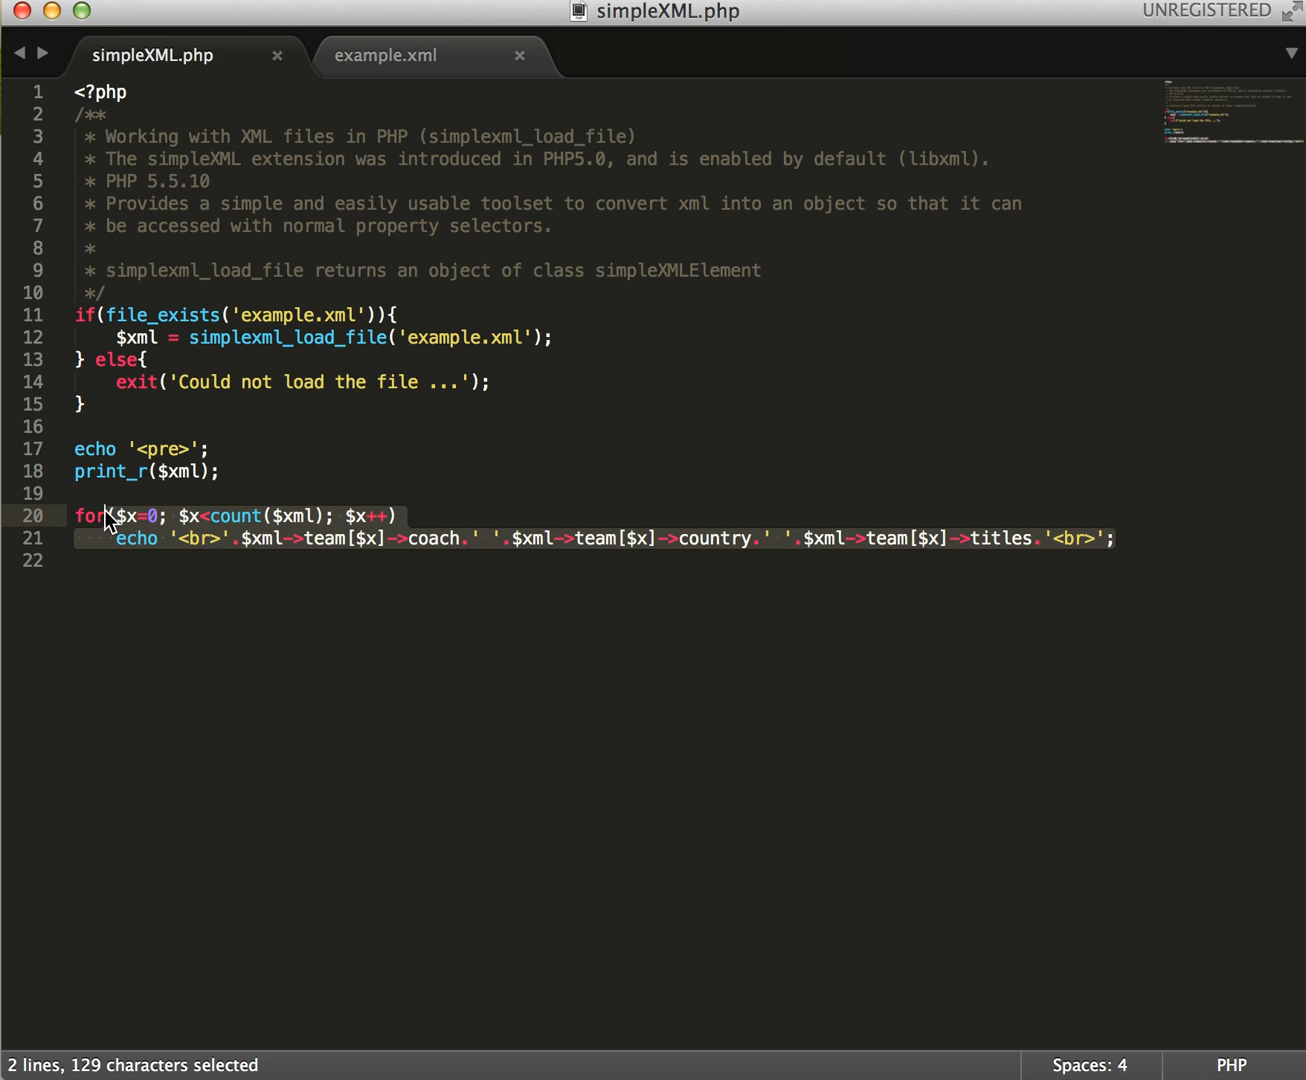 simpleXML.php
UNREGISTERED
simpleXML.php
example.xml
1 <?php
2 /**
3 * Working with XML files in PHP (simplexml_load_file)
4 * The simpleXML extension was introduced in PHP5.0, and is enabled by default (libxml).
5 * PHP 5.5.10
6 * Provides a simple and easily usable toolset to convert xml into an object so that it can
7 * be accessed with normal property selectors.
8 *
9 * simplexml_load_file returns an object of class simpleXMLElement
10 */
11 if(file_exists('example.xml')){
12 $xml = simplexml_load_file('example.xml');
13 } else{
14 exit('Could not load the file ...');
15 }
16
17 echo '<pre>';
18 print_r($xml);
19
20 for($x=0; $x<count($xml); $x++)
21 echo '<br>'.$xml->team[$x]->coach.' '.$xml->team[$x]->country.' '.$xml->team[$x]->titles.'<br>';
22
2 lines, 129 characters selected
Spaces: 4
PHP